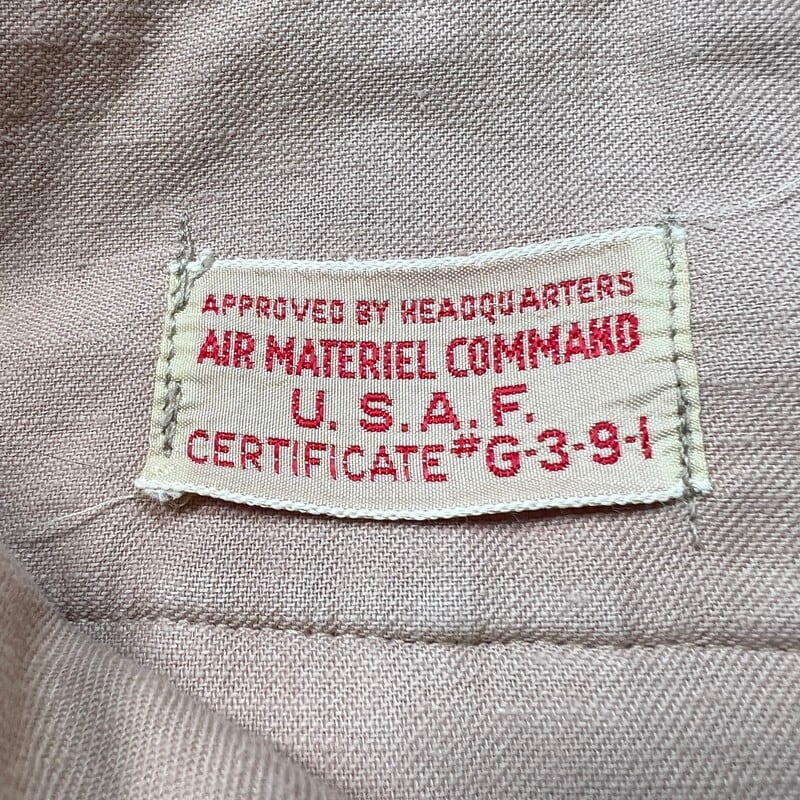 APPROVED BY HEADQUARTERS
AIR MATERIEL COMMAND
U.S.A.F.
CERTIFICATE #G-3-9-1